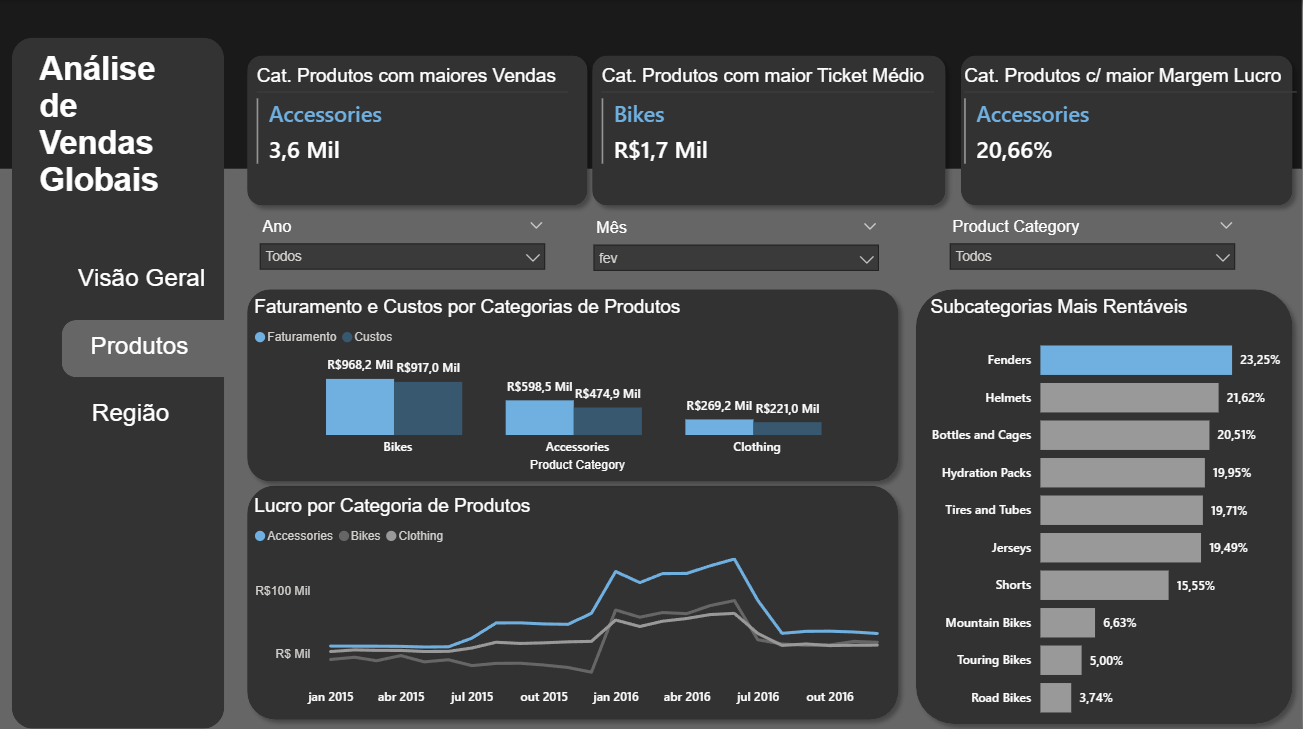 Análise
de
Vendas
Globais
Visão Geral
Produtos
Região
Cat. Produtos com maiores Vendas
Accessories
3,6 Mil
Cat. Produtos com maior Ticket Médio
Bikes
R$1,7 Mil
Cat. Produtos c/ maior Margem Lucro
Accessories
20,66%
Ano
Todos
Mês
fev
Product Category
Todos
Faturamento e Custos por Categorias de Produtos
Faturamento Custos
R$968,2 Mil R$917,0 Mil
R$598,5 Mil R$474,9 Mil
R$269,2 Mil R$221,0 Mil
Bikes Accessories Clothing
Product Category
Lucro por Categoria de Produtos
Accessories Bikes Clothing
R$100 Mil
R$ Mil
jan 2015 abr 2015 jul 2015 out 2015 jan 2016 abr 2016 jul 2016 out 2016
Subcategorias Mais Rentáveis
Fenders 23,25%
Helmets 21,62%
Bottles and Cages 20,51%
Hydration Packs 19,95%
Tires and Tubes 19,71%
Jerseys 19,49%
Shorts 15,55%
Mountain Bikes 6,63%
Touring Bikes 5,00%
Road Bikes 3,74%